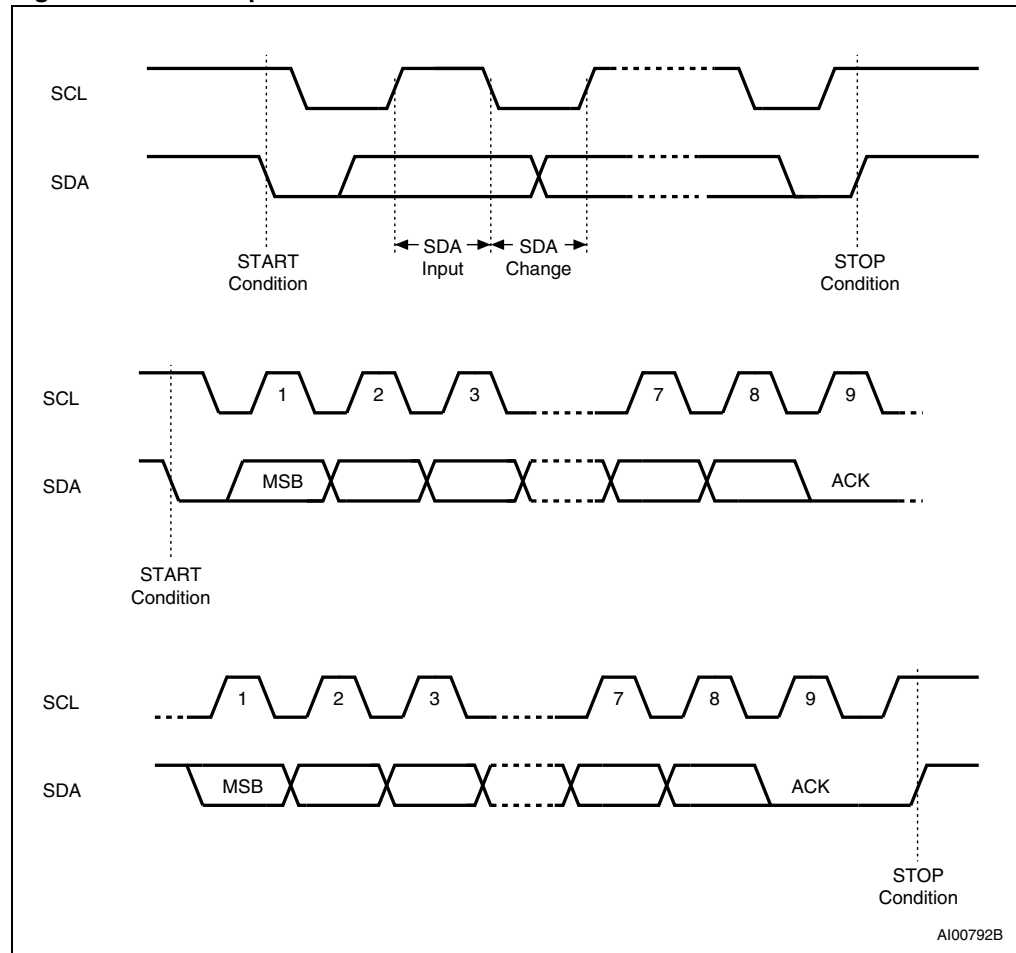 SCL
SDA
SDA Input
SDA Change
START Condition
STOP Condition
SCL
1 2 3 7 8 9
SDA
MSB ACK
START Condition
SCL
1 2 3 7 8 9
SDA
MSB ACK
STOP Condition
AI00792B